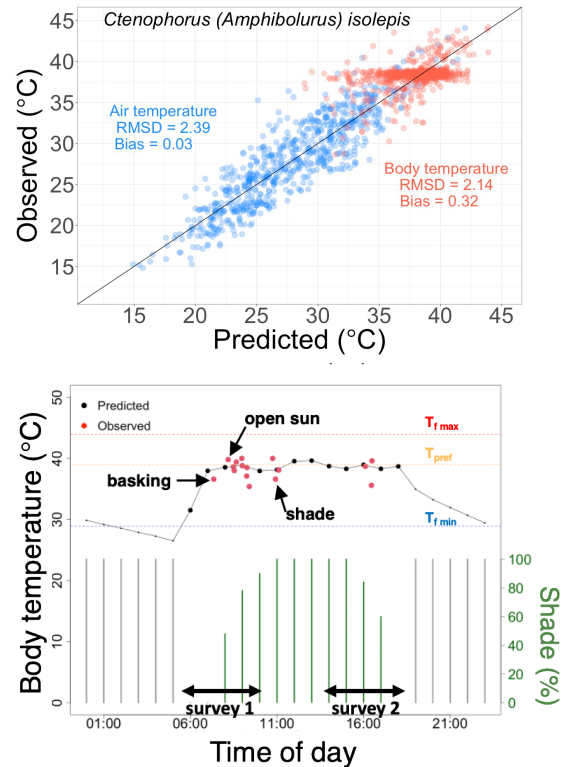 Ctenophorus (Amphibolurus) isolepis
45
40
35
30
25
20
15
Observed (°C)
Air temperature
RMSD = 2.39
Bias = 0.03
Body temperature
RMSD = 2.14
Bias = 0.32
15 20 25 30 35 40 45
Predicted (°C)
50
40
30
20
10
0
Body temperature (°C)
Predicted
Observed
open sun
basking
shade
T f max
T pref
T f min
100
80
60
40
20
0
Shade (%)
survey 1
survey 2
01:00 06:00 11:00 16:00 21:00
Time of day